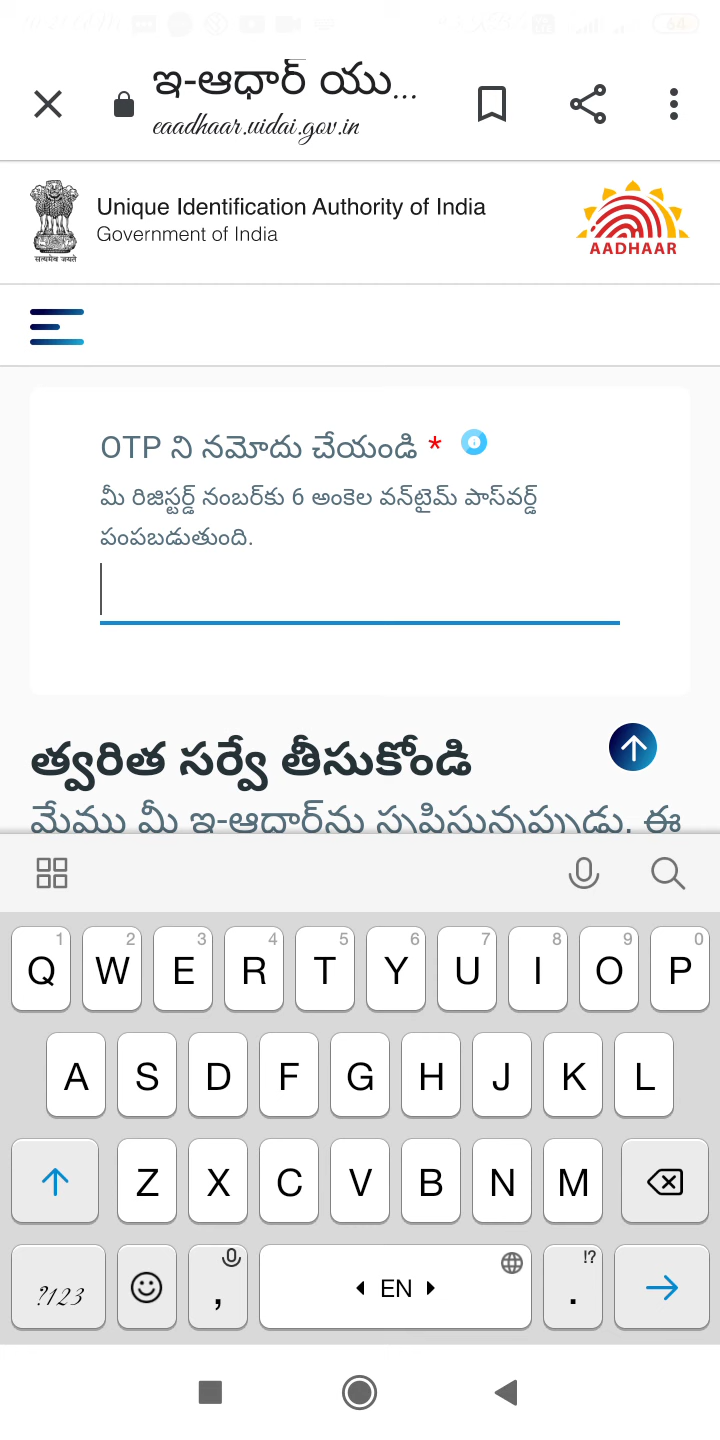 ఇ-ఆధార్ యు...
eaadhaar.uidai.gov.in
सत्यमेव जयते
Unique Identification Authority of India
Government of India
AADHAAR
OTP ని నమోదు చేయండి *
మీ రిజిస్టర్డ్ నంబర్‌కు 6 అంకెల వన్‌టైమ్ పాస్‌వర్డ్
పంపబడుతుంది.
త్వరిత సర్వే తీసుకోండి
మేము మీ ఇ-ఆధార్‌ను
1 2 3 4 5 6 7 8 9 0
Q W E R T Y U I O P
A S D F G H J K L
Z X C V B N M
!?
?123 , EN .